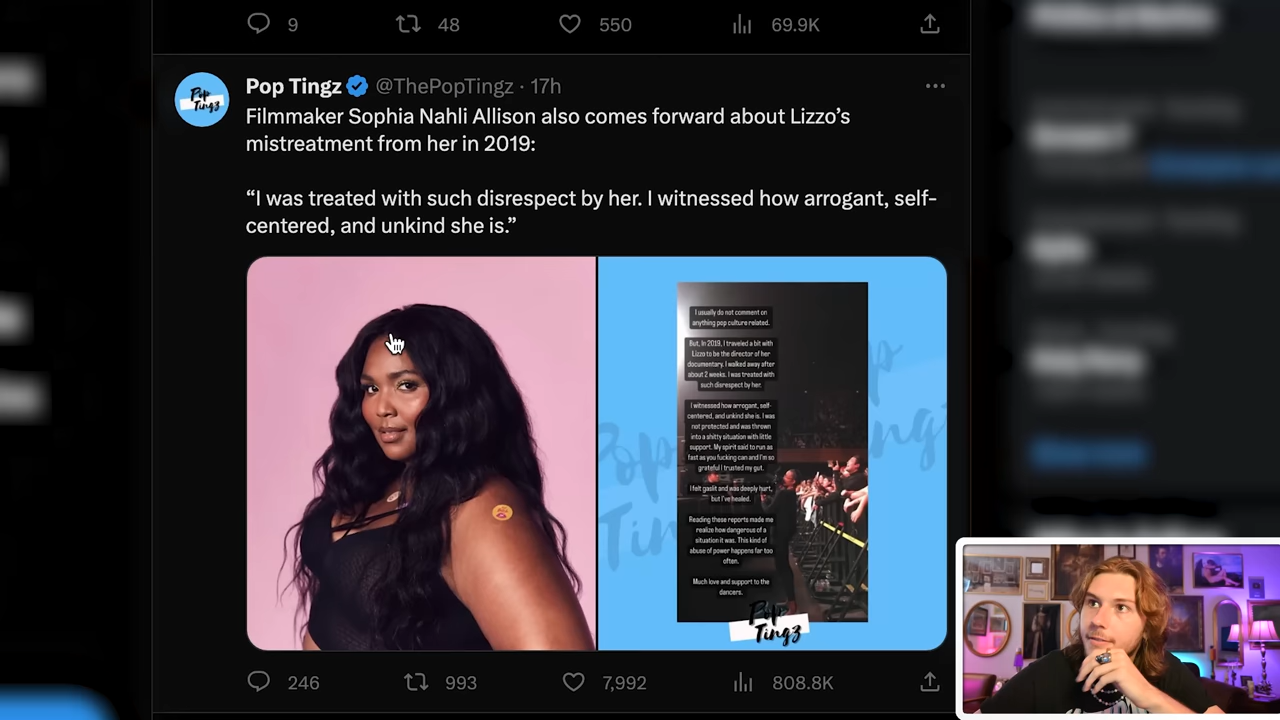 9 48 550 69.9K
Pop Tingz @ThePopTingz · 17h
Filmmaker Sophia Nahli Allison also comes forward about Lizzo’s
mistreatment from her in 2019:
“I was treated with such disrespect by her. I witnessed how arrogant, self-
centered, and unkind she is.”
I usually do not comment on
anything pop culture related.
But, In 2019, I traveled a bit with
Lizzo to be the director of her
documentary. I walked away after
about 2 weeks. I was treated with
such disrespect by her.
I witnessed how arrogant, self-
centered, and unkind she is. I was
not protected and was thrown
into a shitty situation with little
support. My spirit said to run as
fast as you fucking can and I'm so
grateful I trusted my gut.
I felt gaslit and was deeply hurt,
but I've healed.
Reading these reports made me
realize how dangerous of a
situation it was. This kind of
abuse of power happens far too
often.
Much love and support to the
dancers.
Pop
Tingz
246 993 7,992 808.8K